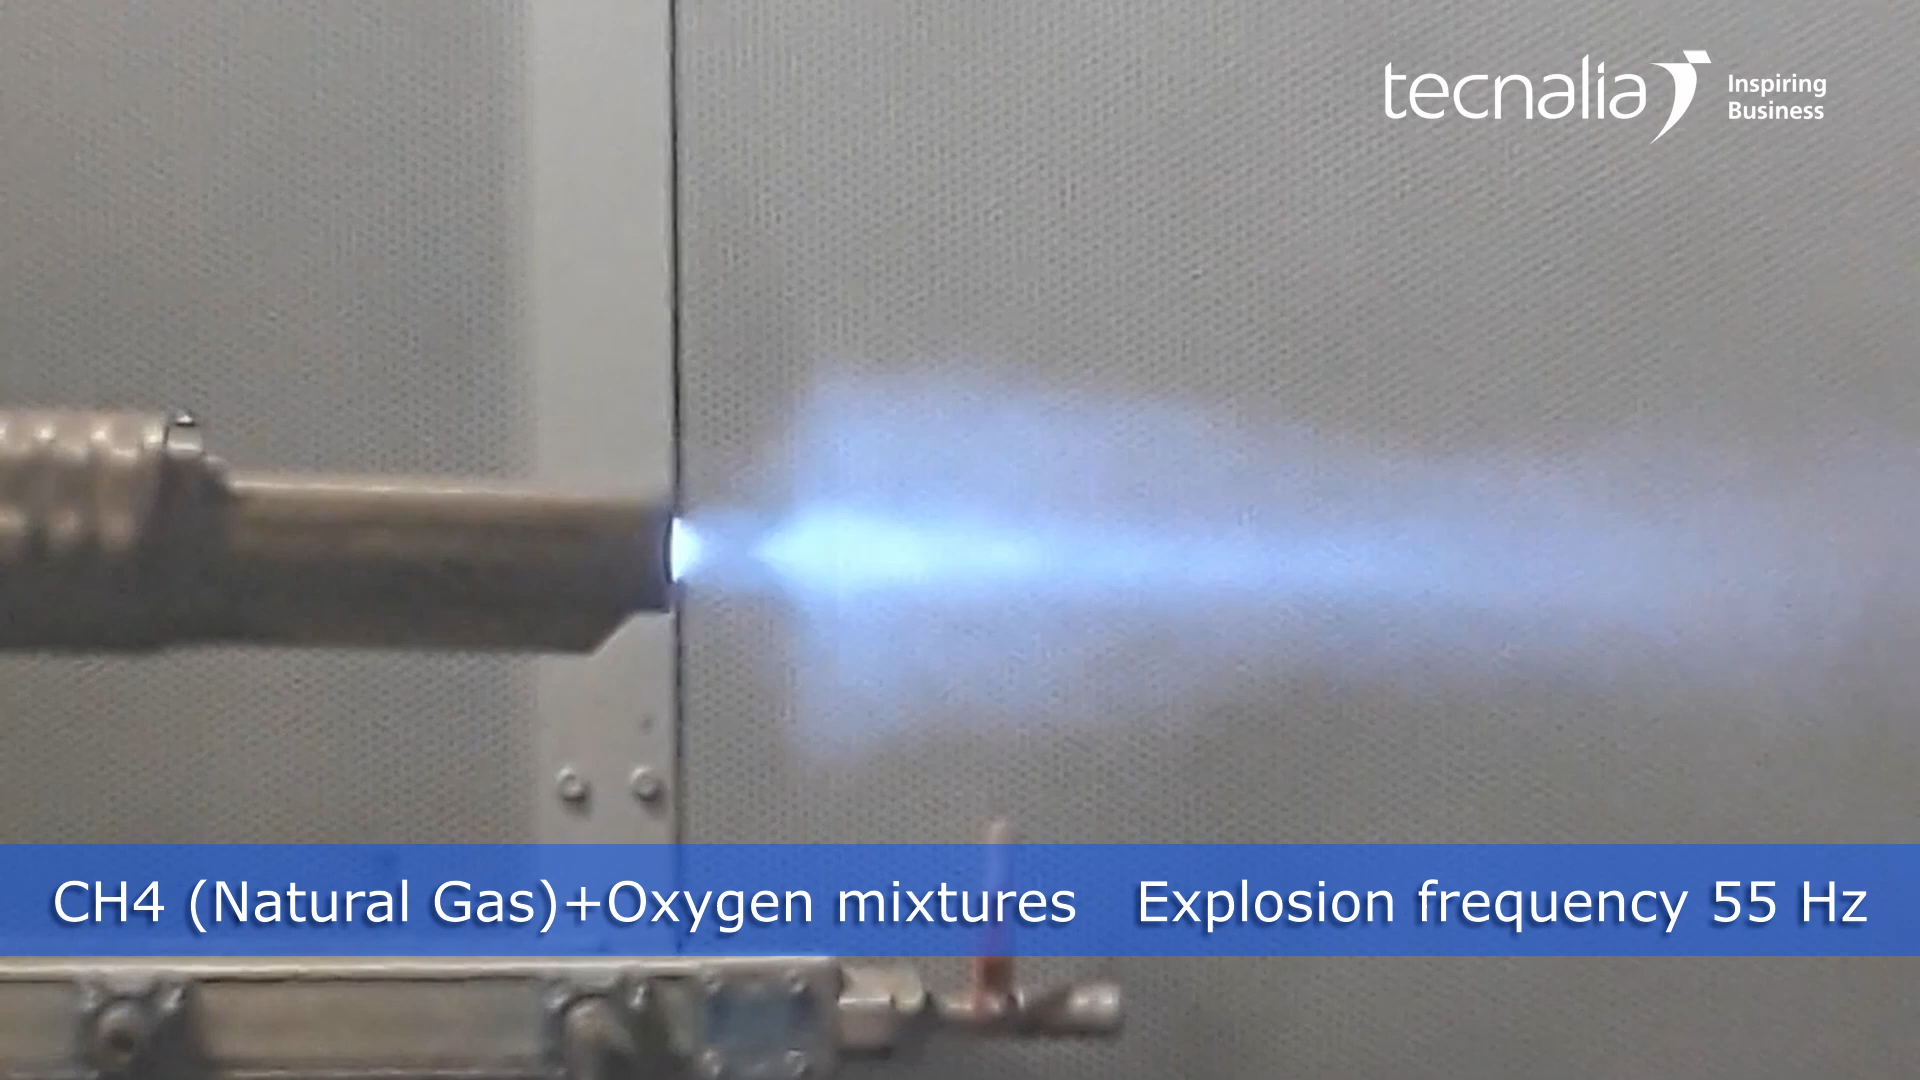 tecnalia
Inspiring
Business
CH4 (Natural Gas)+Oxygen mixtures Explosion frequency 55 Hz